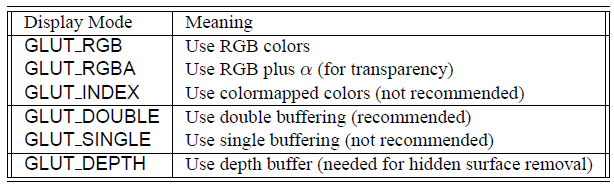 Display Mode Meaning
GLUT_RGB Use RGB colors
GLUT_RGBA Use RGB plus α (for transparency)
GLUT_INDEX Use colormapped colors (not recommended)
GLUT_DOUBLE Use double buffering (recommended)
GLUT_SINGLE Use single buffering (not recommended)
GLUT_DEPTH Use depth buffer (needed for hidden surface removal)